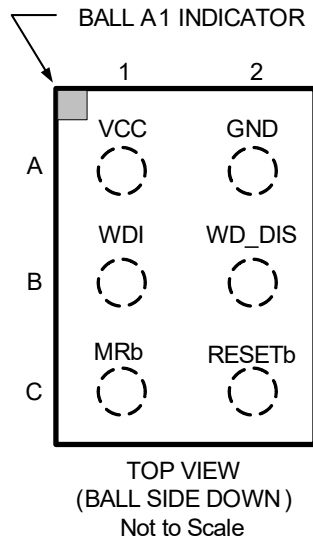 BALL A1 INDICATOR
1 2
A
VCC GND
B
WDI WD_DIS
C
MRb RESETb
TOP VIEW
(BALL SIDE DOWN)
Not to Scale